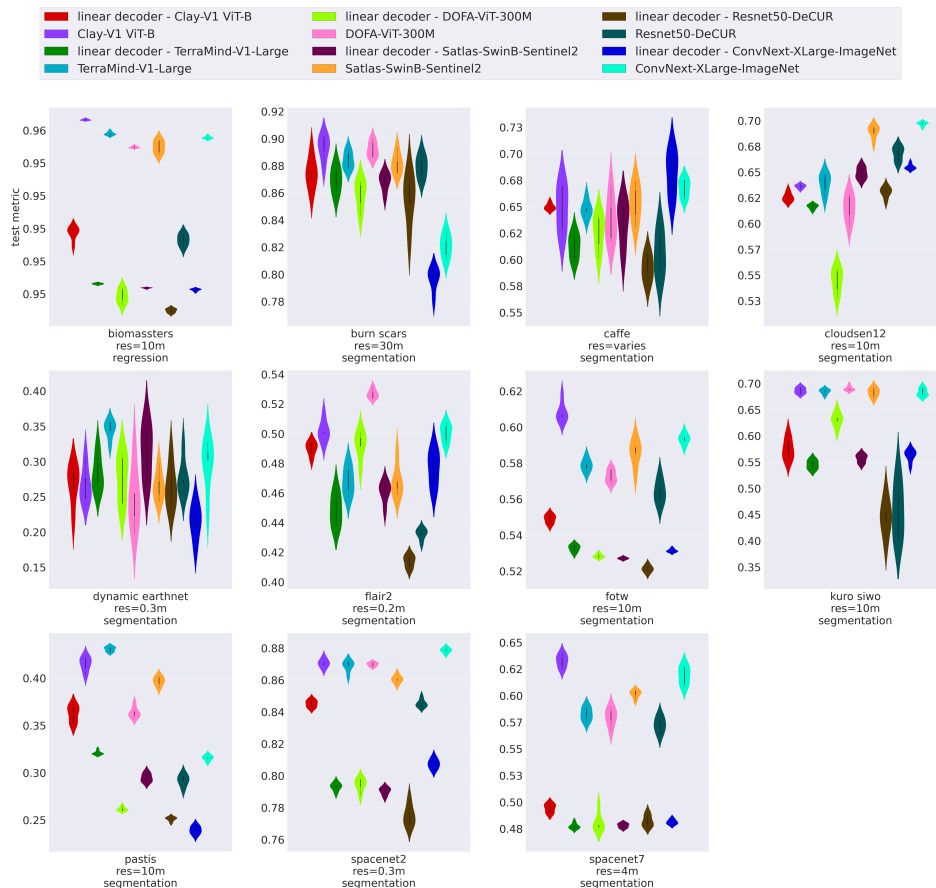 linear decoder - Clay-V1 ViT-B
Clay-V1 ViT-B
linear decoder - TerraMind-V1-Large
TerraMind-V1-Large
linear decoder - DOFA-ViT-300M
DOFA-ViT-300M
linear decoder - Satlas-SwinB-Sentinel2
Satlas-SwinB-Sentinel2
linear decoder - Resnet50-DeCUR
Resnet50-DeCUR
linear decoder - ConvNext-XLarge-ImageNet
ConvNext-XLarge-ImageNet
test metric
0.96
0.95
0.95
0.95
0.95
0.95
biomassters
res=10m
regression
0.92
0.90
0.88
0.86
0.84
0.82
0.80
0.78
burn scars
res=30m
segmentation
0.73
0.70
0.68
0.65
0.62
0.60
0.57
0.55
caffe
res=varies
segmentation
0.70
0.68
0.65
0.62
0.60
0.57
0.55
0.53
cloudsen12
res=10m
segmentation
0.40
0.35
0.30
0.25
0.20
0.15
dynamic earthnet
res=0.3m
segmentation
0.54
0.52
0.50
0.48
0.46
0.44
0.42
0.40
flair2
res=0.2m
segmentation
0.62
0.60
0.58
0.56
0.54
0.52
fotw
res=10m
segmentation
0.70
0.65
0.60
0.55
0.50
0.45
0.40
0.35
kuro siwo
res=10m
segmentation
0.40
0.35
0.30
0.25
pastis
res=10m
segmentation
0.88
0.86
0.84
0.82
0.80
0.78
0.76
spacenet2
res=0.3m
segmentation
0.65
0.62
0.60
0.57
0.55
0.53
0.50
0.48
spacenet7
res=4m
segmentation